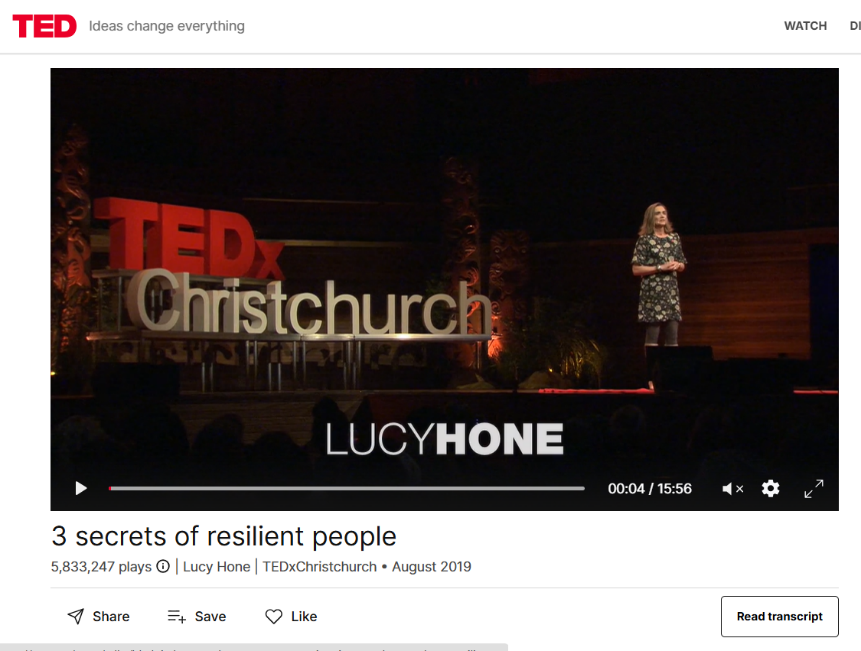 TED Ideas change everything WATCH
TEDx
Christchurch
LUCYHONE
00:04 / 15:56
3 secrets of resilient people
5,833,247 plays | Lucy Hone | TEDxChristchurch • August 2019
Share Save Like Read transcript